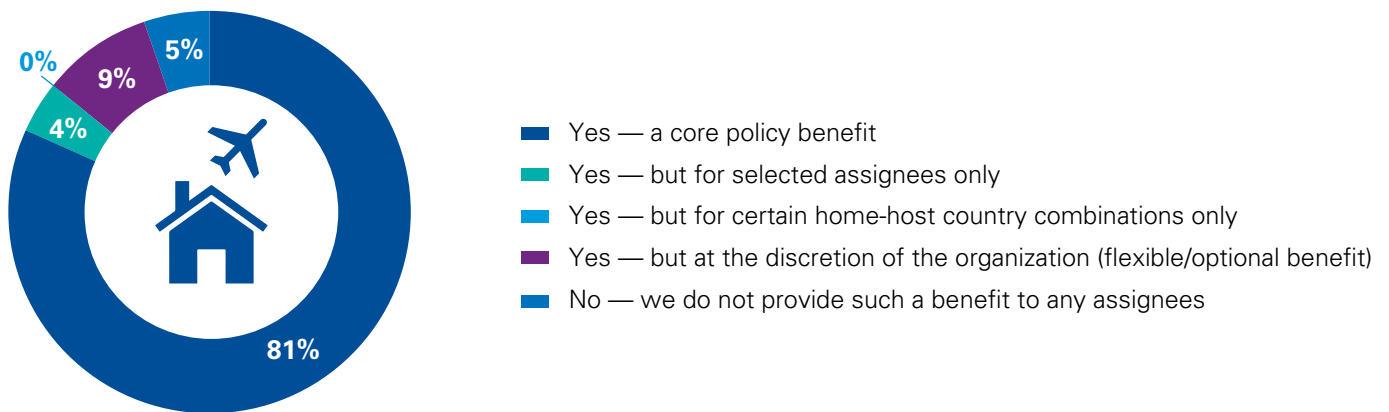 0%
5%
9%
4%
81%
Yes — a core policy benefit
Yes — but for selected assignees only
Yes — but for certain home-host country combinations only
Yes — but at the discretion of the organization (flexible/optional benefit)
No — we do not provide such a benefit to any assignees